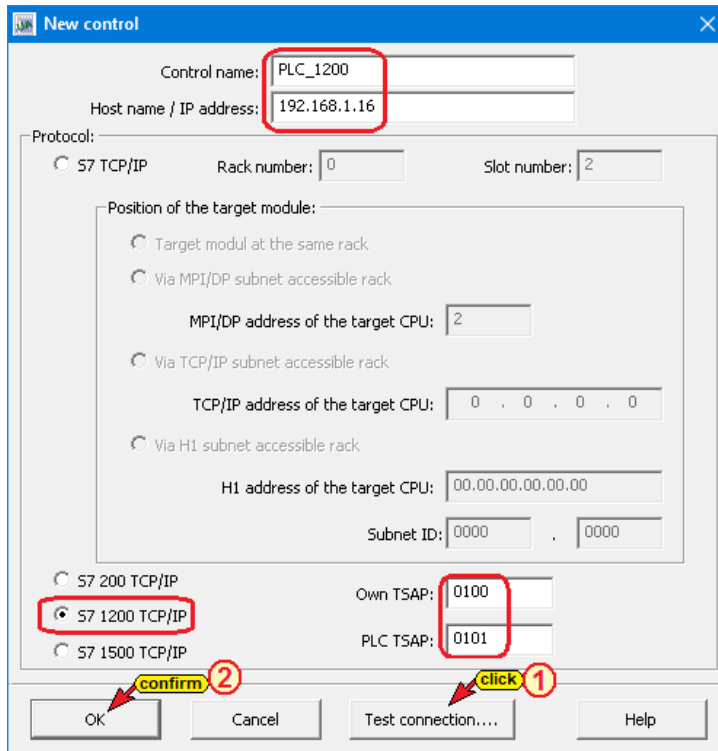 New control
Control name: PLC_1200
Host name / IP address: 192.168.1.16
Protocol:
S7 TCP/IP Rack number: 0 Slot number: 2
Position of the target module:
Target modul at the same rack
Via MPI/DP subnet accessible rack
MPI/DP address of the target CPU: 2
Via TCP/IP subnet accessible rack
TCP/IP address of the target CPU: 0 . 0 . 0 . 0
Via H1 subnet accessible rack
H1 address of the target CPU: 00.00.00.00.00.00
Subnet ID: 0000 . 0000
S7 200 TCP/IP
Own TSAP: 0100
S7 1200 TCP/IP
PLC TSAP: 0101
S7 1500 TCP/IP
confirm 2 click 1
OK Cancel Test connection.... Help